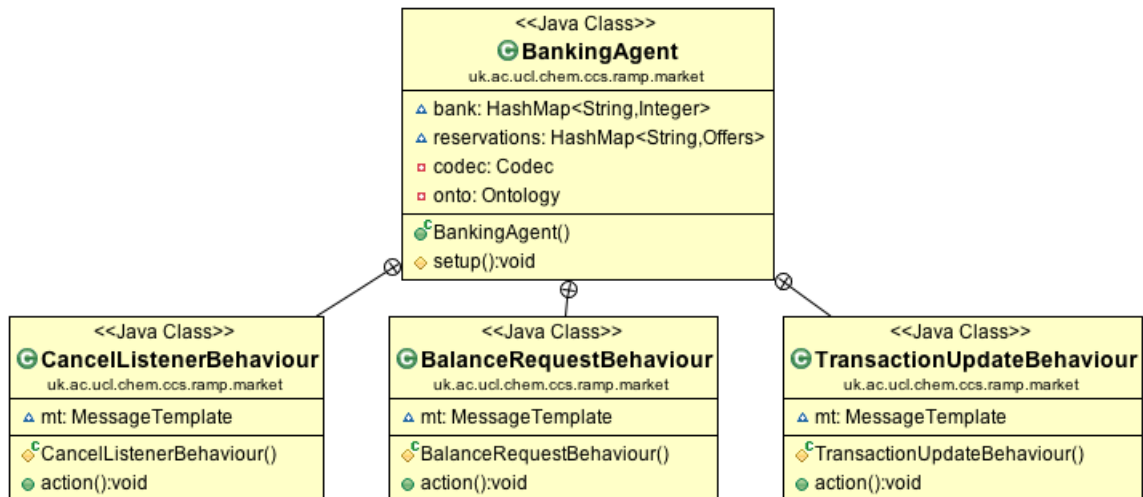 <<Java Class>>
BankingAgent
uk.ac.ucl.chem.ccs.ramp.market
bank: HashMap<String,Integer>
reservations: HashMap<String,Offers>
codec: Codec
onto: Ontology
BankingAgent()
setup():void
<<Java Class>>
CancelListenerBehaviour
uk.ac.ucl.chem.ccs.ramp.market
mt: MessageTemplate
CancelListenerBehaviour()
action():void
<<Java Class>>
BalanceRequestBehaviour
uk.ac.ucl.chem.ccs.ramp.market
mt: MessageTemplate
BalanceRequestBehaviour()
action():void
<<Java Class>>
TransactionUpdateBehaviour
uk.ac.ucl.chem.ccs.ramp.market
mt: MessageTemplate
TransactionUpdateBehaviour()
action():void